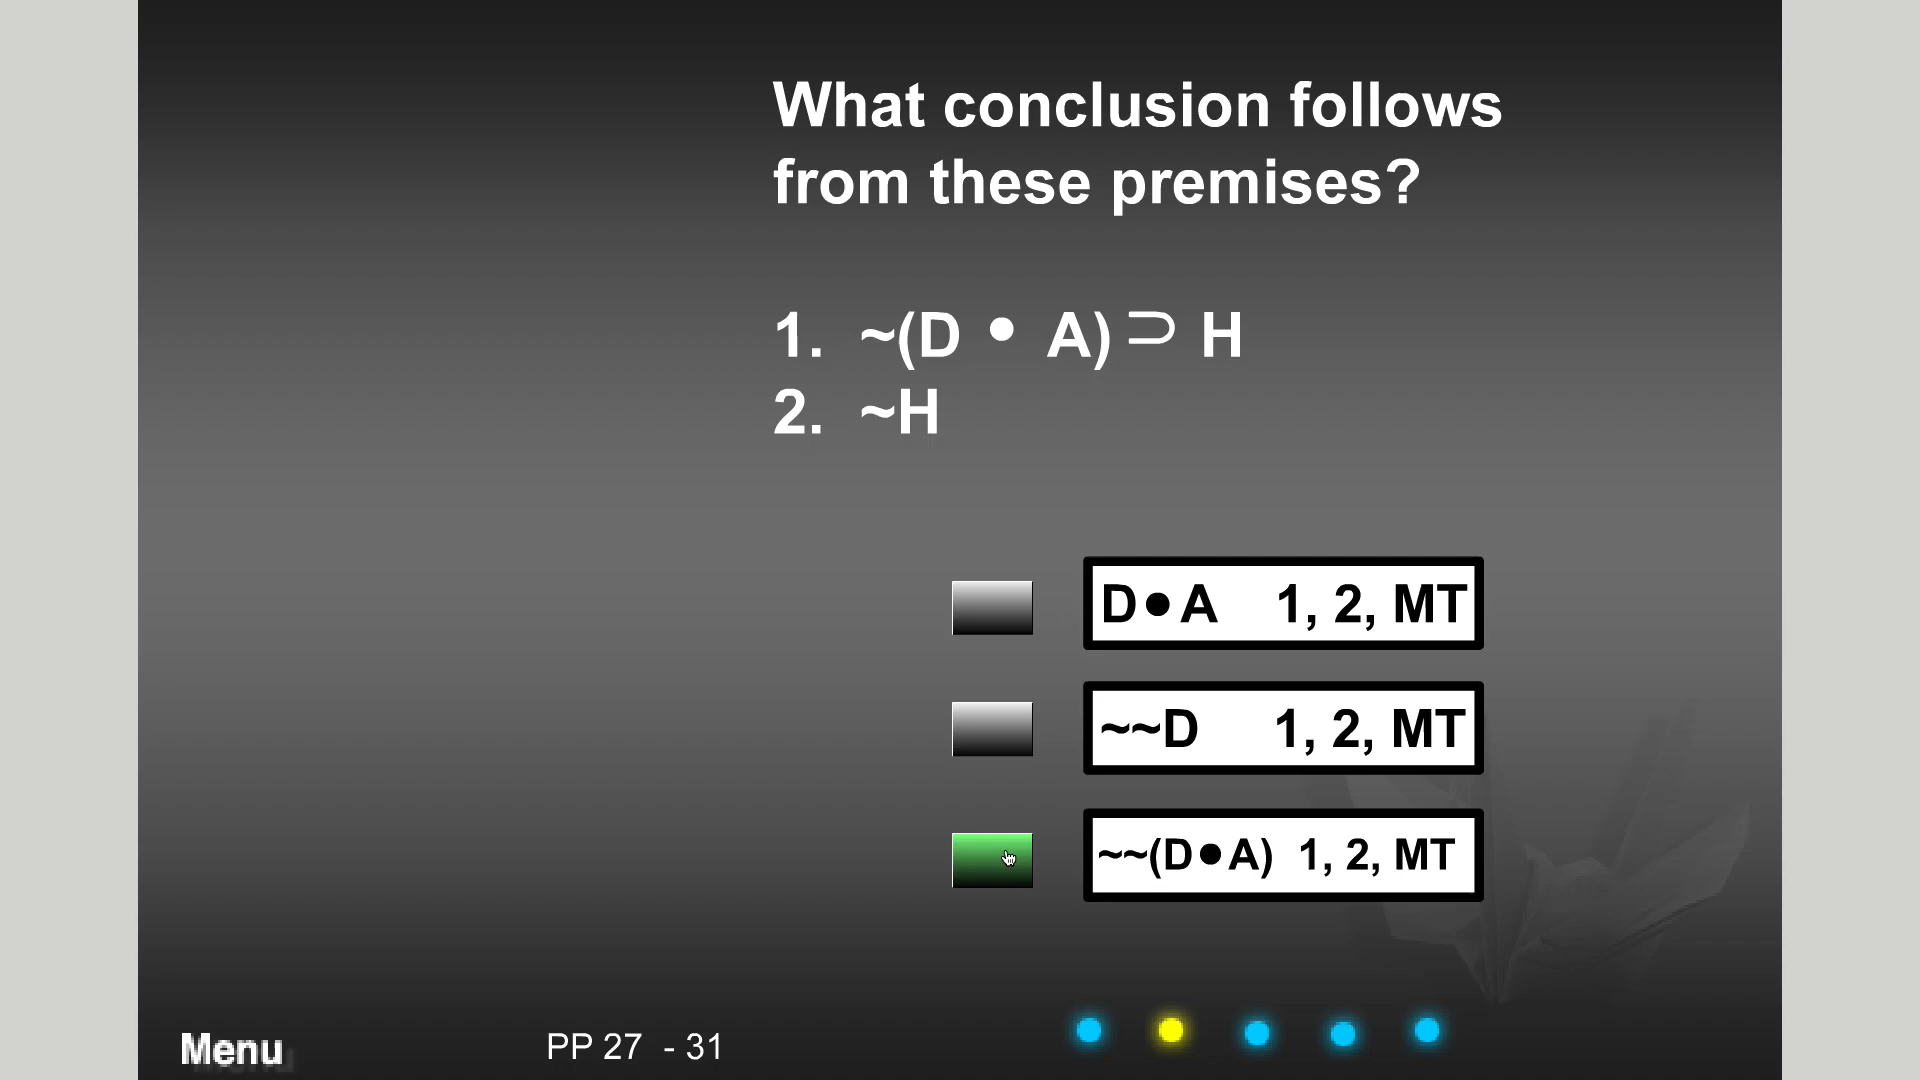 What conclusion follows
from these premises?
1. ~(D • A) ⊃ H
2. ~H
D•A 1, 2, MT
~~D 1, 2, MT
~~(D•A) 1, 2, MT
Menu
PP 27 - 31